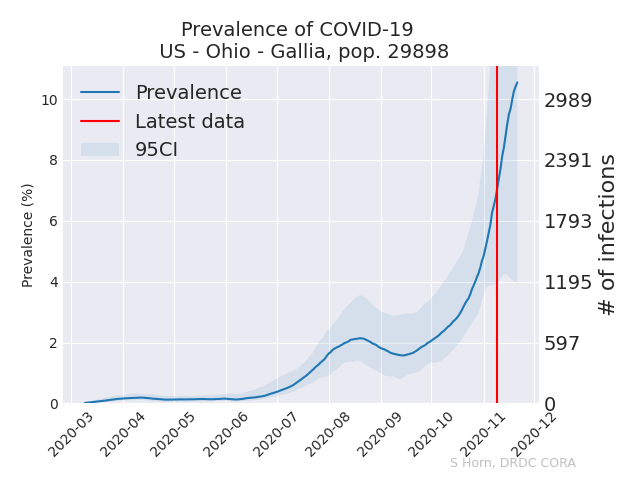 Prevalence of COVID-19
US - Ohio - Gallia, pop. 29898
Prevalence
Latest data
95CI
Prevalence (%)
10
8
6
4
2
0
2989
2391
1793
1195
597
0
# of infections
2020-03
2020-04
2020-05
2020-06
2020-07
2020-08
2020-09
2020-10
2020-11
2020-12
S Horn, DRDC CORA